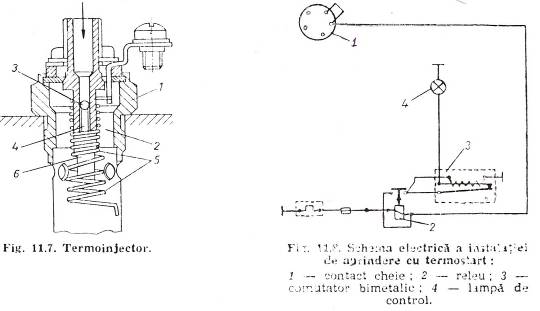 3
1
2
4
5
6
Fig. 11.7. Termoinjector.
1
4
3
2
Fig. 11.8. Schema electrică a instalației
de aprindere cu termostart :
1 — contact cheie ; 2 — releu ; 3 —
comutator bimetalic ; 4 — lampă de
control.